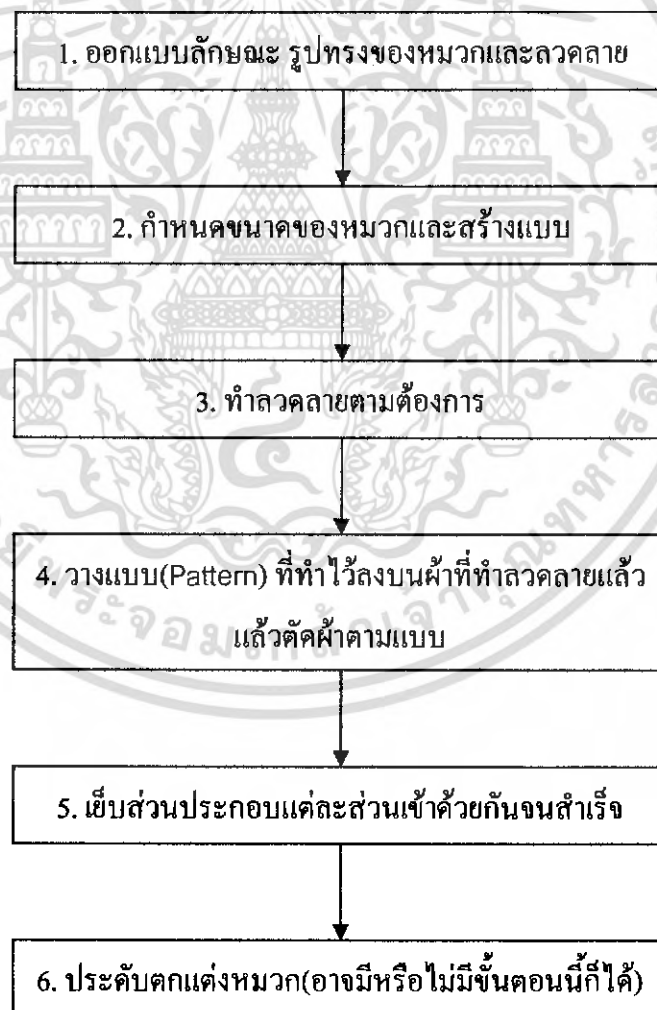 1. ออกแบบลักษณะ รูปทรงของหมวกและลวดลาย
2. กำหนดขนาดของหมวกและสร้างแบบ
3. ทำลวดลายตามต้องการ
4. วางแบบ(Pattern) ที่ทำไว้ลงบนผ้าที่ทำลวดลายแล้ว
แล้วตัดผ้าตามแบบ
5. เย็บส่วนประกอบแต่ละส่วนเข้าด้วยกันจนสำเร็จ
6. ประดับตกแต่งหมวก(อาจมีหรือไม่มีขั้นตอนนี้ก็ได้)